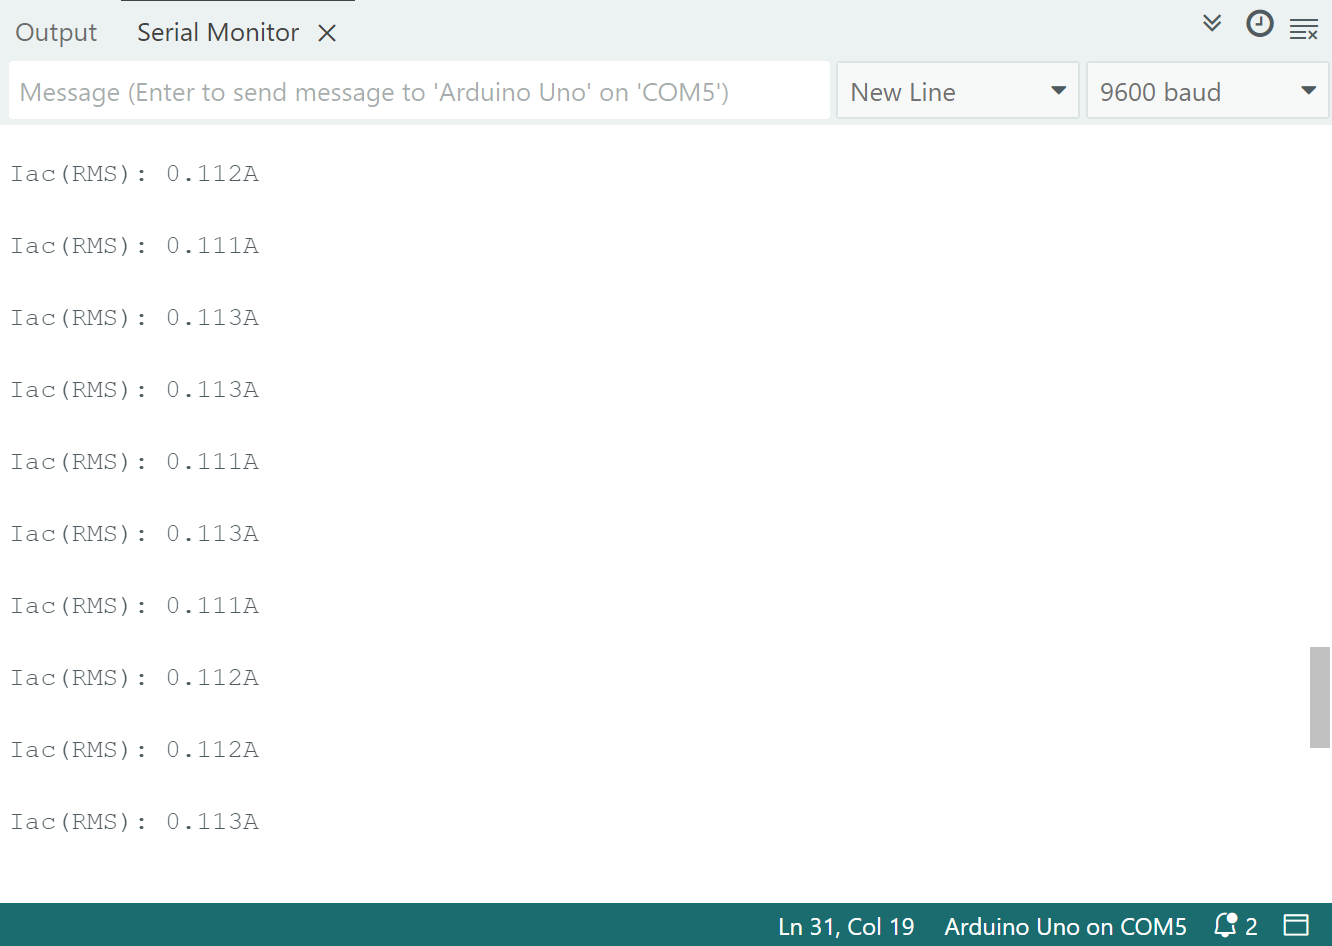 Output Serial Monitor
Message (Enter to send message to 'Arduino Uno' on 'COM5') New Line 9600 baud
Iac(RMS): 0.112A
Iac(RMS): 0.111A
Iac(RMS): 0.113A
Iac(RMS): 0.113A
Iac(RMS): 0.111A
Iac(RMS): 0.113A
Iac(RMS): 0.111A
Iac(RMS): 0.112A
Iac(RMS): 0.112A
Iac(RMS): 0.113A
Ln 31, Col 19 Arduino Uno on COM5 2